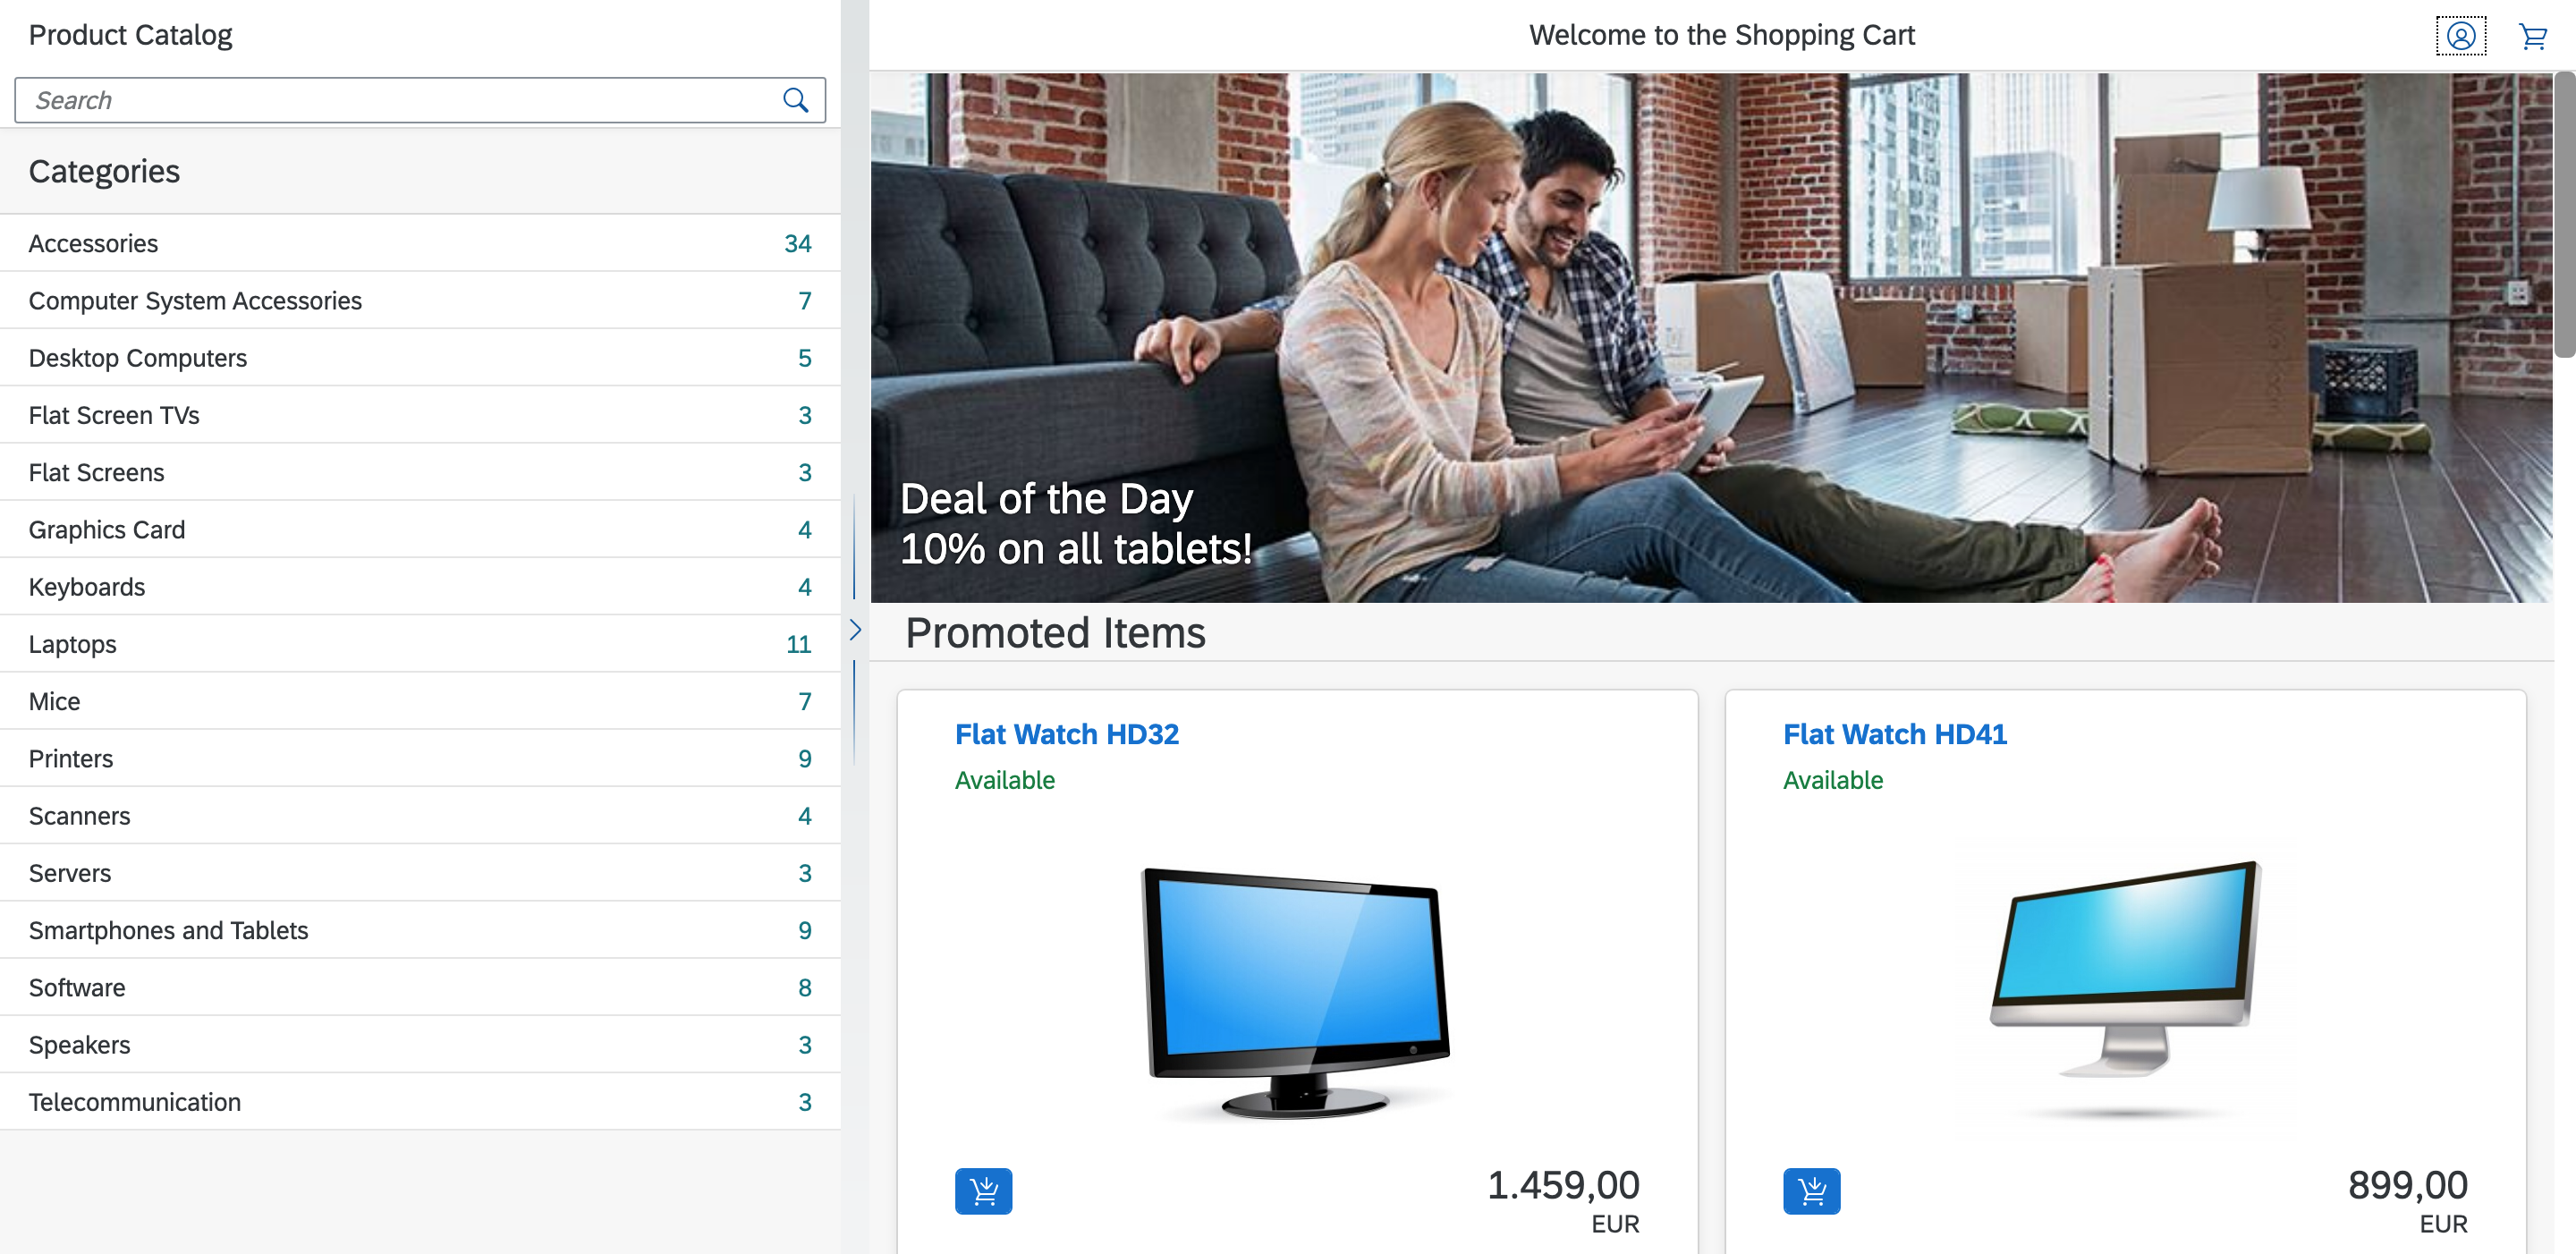 Product Catalog
Search
Categories
Accessories 34
Computer System Accessories 7
Desktop Computers 5
Flat Screen TVs 3
Flat Screens 3
Graphics Card 4
Keyboards 4
Laptops 11
Mice 7
Printers 9
Scanners 4
Servers 3
Smartphones and Tablets 9
Software 8
Speakers 3
Telecommunication 3
Welcome to the Shopping Cart
Deal of the Day
10% on all tablets!
Promoted Items
Flat Watch HD32
Available
1.459,00
EUR
Flat Watch HD41
Available
899,00
EUR